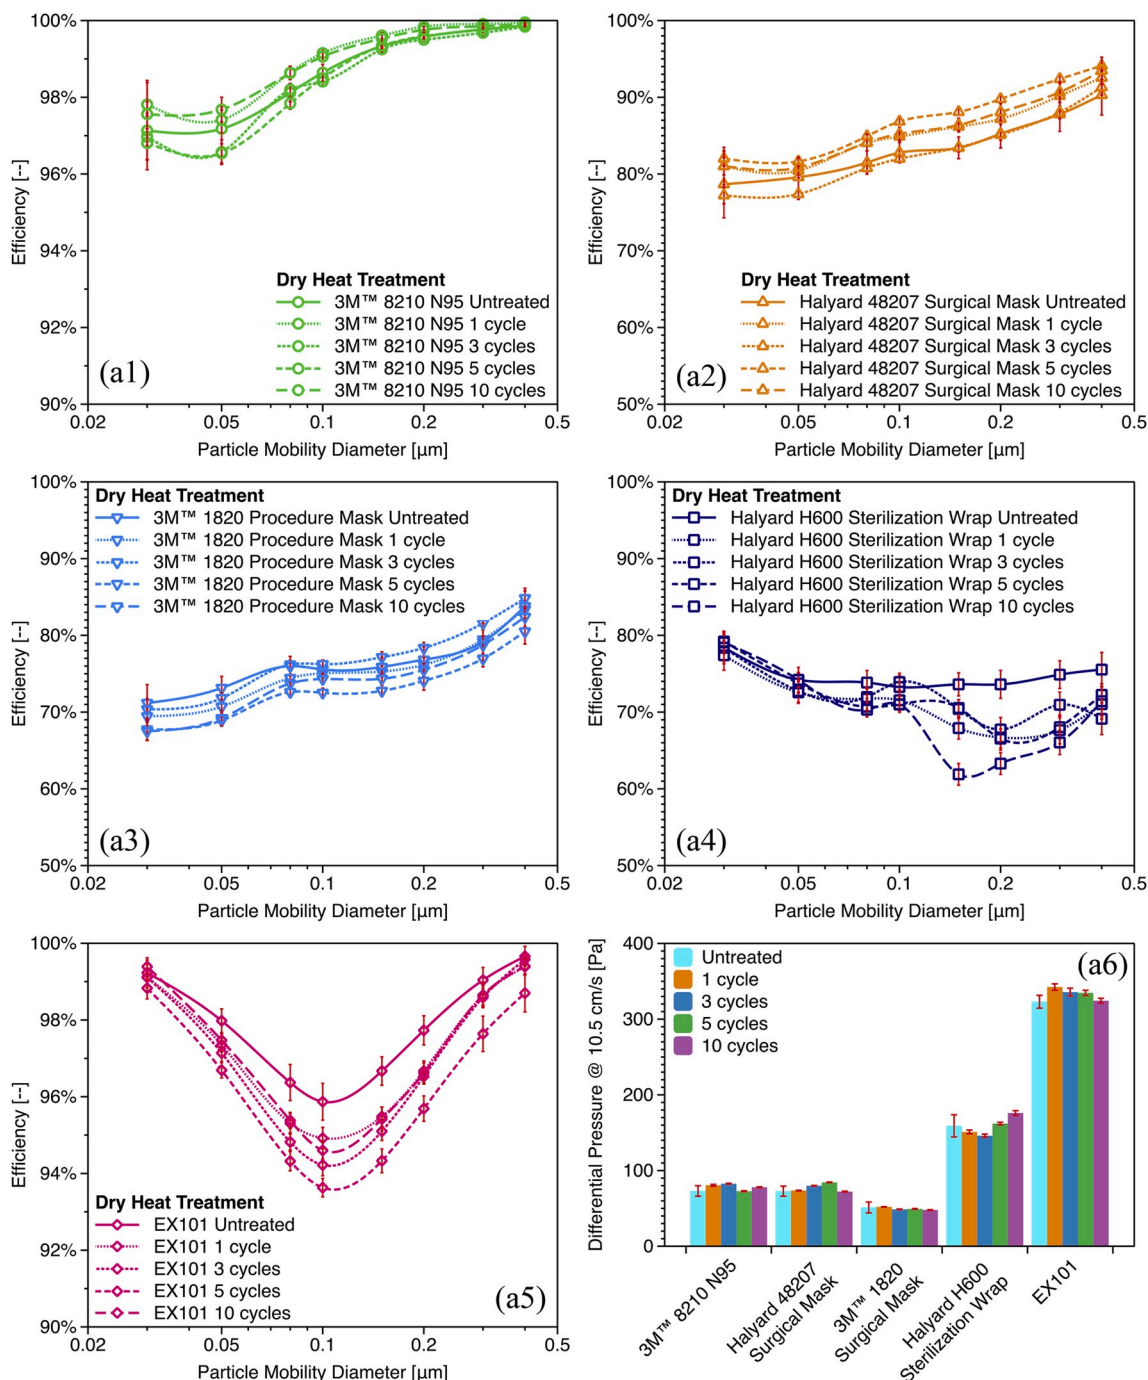 100%
98%
96%
94%
92%
90%
Efficiency [--]
Dry Heat Treatment
3M™ 8210 N95 Untreated
3M™ 8210 N95 1 cycle
3M™ 8210 N95 3 cycles
3M™ 8210 N95 5 cycles
3M™ 8210 N95 10 cycles
(a1)
0.02
0.05
0.1
0.2
0.5
Particle Mobility Diameter [µm]
100%
90%
80%
70%
60%
50%
Efficiency [--]
Dry Heat Treatment
Halyard 48207 Surgical Mask Untreated
Halyard 48207 Surgical Mask 1 cycle
Halyard 48207 Surgical Mask 3 cycles
Halyard 48207 Surgical Mask 5 cycles
Halyard 48207 Surgical Mask 10 cycles
(a2)
0.02
0.05
0.1
0.2
0.5
Particle Mobility Diameter [µm]
100%
90%
80%
70%
60%
50%
Efficiency [--]
Dry Heat Treatment
3M™ 1820 Procedure Mask Untreated
3M™ 1820 Procedure Mask 1 cycle
3M™ 1820 Procedure Mask 3 cycles
3M™ 1820 Procedure Mask 5 cycles
3M™ 1820 Procedure Mask 10 cycles
(a3)
0.02
0.05
0.1
0.2
0.5
Particle Mobility Diameter [µm]
100%
90%
80%
70%
60%
50%
Efficiency [--]
Dry Heat Treatment
Halyard H600 Sterilization Wrap Untreated
Halyard H600 Sterilization Wrap 1 cycle
Halyard H600 Sterilization Wrap 3 cycles
Halyard H600 Sterilization Wrap 5 cycles
Halyard H600 Sterilization Wrap 10 cycles
(a4)
0.02
0.05
0.1
0.2
0.5
Particle Mobility Diameter [µm]
100%
98%
96%
94%
92%
90%
Efficiency [--]
Dry Heat Treatment
EX101 Untreated
EX101 1 cycle
EX101 3 cycles
EX101 5 cycles
EX101 10 cycles
(a5)
0.02
0.05
0.1
0.2
0.5
Particle Mobility Diameter [µm]
400
300
200
100
0
Differential Pressure @ 10.5 cm/s [Pa]
Untreated
1 cycle
3 cycles
5 cycles
10 cycles
(a6)
3M™ 8210 N95
Halyard 48207
Surgical Mask
3M™ 1820
Surgical Mask
Halyard H600
Sterilization Wrap
EX101